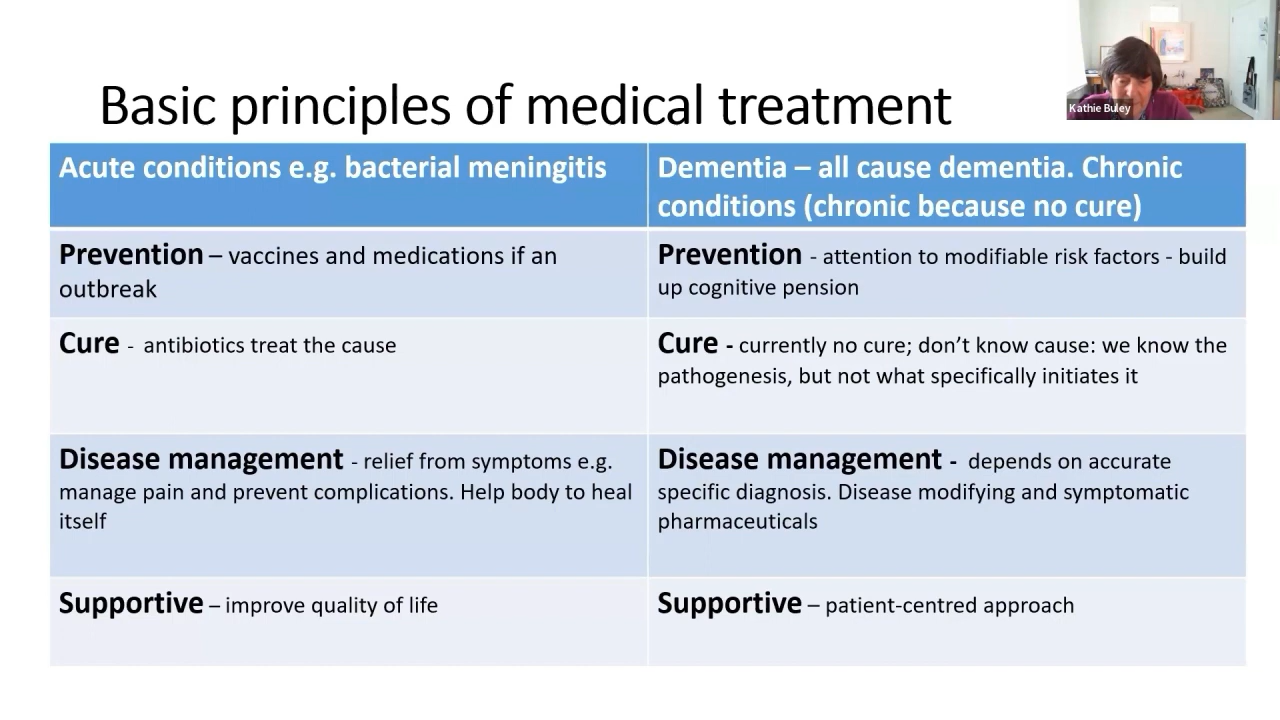 Kathie Buley
Basic principles of medical treatment
Acute conditions e.g. bacterial meningitis
Dementia – all cause dementia. Chronic
conditions (chronic because no cure)
Prevention – vaccines and medications if an
outbreak
Prevention - attention to modifiable risk factors - build
up cognitive pension
Cure - antibiotics treat the cause
Cure - currently no cure; don’t know cause: we know the
pathogenesis, but not what specifically initiates it
Disease management - relief from symptoms e.g.
manage pain and prevent complications. Help body to heal
itself
Disease management - depends on accurate
specific diagnosis. Disease modifying and symptomatic
pharmaceuticals
Supportive – improve quality of life
Supportive – patient-centred approach